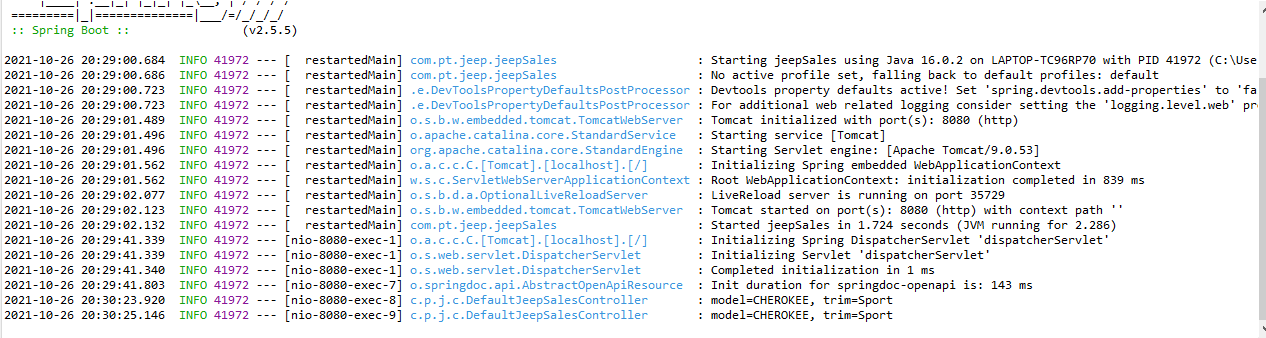 =========|_|==============|___/=/_/_/_/
:: Spring Boot ::                (v2.5.5)
2021-10-26 20:29:00.684  INFO 41972 --- [  restartedMain] com.pt.jeep.jeepSales                    : Starting jeepSales using Java 16.0.2 on LAPTOP-TC96RP70 with PID 41972 (C:\Use
2021-10-26 20:29:00.686  INFO 41972 --- [  restartedMain] com.pt.jeep.jeepSales                    : No active profile set, falling back to default profiles: default
2021-10-26 20:29:00.723  INFO 41972 --- [  restartedMain] .e.DevToolsPropertyDefaultsPostProcessor : Devtools property defaults active! Set 'spring.devtools.add-properties' to 'fa
2021-10-26 20:29:00.723  INFO 41972 --- [  restartedMain] .e.DevToolsPropertyDefaultsPostProcessor : For additional web related logging consider setting the 'logging.level.web' pr
2021-10-26 20:29:01.489  INFO 41972 --- [  restartedMain] o.s.b.w.embedded.tomcat.TomcatWebServer  : Tomcat initialized with port(s): 8080 (http)
2021-10-26 20:29:01.496  INFO 41972 --- [  restartedMain] o.apache.catalina.core.StandardService   : Starting service [Tomcat]
2021-10-26 20:29:01.496  INFO 41972 --- [  restartedMain] org.apache.catalina.core.StandardEngine  : Starting Servlet engine: [Apache Tomcat/9.0.53]
2021-10-26 20:29:01.562  INFO 41972 --- [  restartedMain] o.a.c.c.C.[Tomcat].[localhost].[/]       : Initializing Spring embedded WebApplicationContext
2021-10-26 20:29:01.562  INFO 41972 --- [  restartedMain] w.s.c.ServletWebServerApplicationContext : Root WebApplicationContext: initialization completed in 839 ms
2021-10-26 20:29:02.077  INFO 41972 --- [  restartedMain] o.s.b.d.a.OptionalLiveReloadServer       : LiveReload server is running on port 35729
2021-10-26 20:29:02.123  INFO 41972 --- [  restartedMain] o.s.b.w.embedded.tomcat.TomcatWebServer  : Tomcat started on port(s): 8080 (http) with context path ''
2021-10-26 20:29:02.132  INFO 41972 --- [  restartedMain] com.pt.jeep.jeepSales                    : Started jeepSales in 1.724 seconds (JVM running for 2.286)
2021-10-26 20:29:41.339  INFO 41972 --- [nio-8080-exec-1] o.a.c.c.C.[Tomcat].[localhost].[/]       : Initializing Spring DispatcherServlet 'dispatcherServlet'
2021-10-26 20:29:41.339  INFO 41972 --- [nio-8080-exec-1] o.s.web.servlet.DispatcherServlet        : Initializing Servlet 'dispatcherServlet'
2021-10-26 20:29:41.340  INFO 41972 --- [nio-8080-exec-1] o.s.web.servlet.DispatcherServlet        : Completed initialization in 1 ms
2021-10-26 20:29:41.803  INFO 41972 --- [nio-8080-exec-7] o.springdoc.api.AbstractOpenApiResource  : Init duration for springdoc-openapi is: 143 ms
2021-10-26 20:30:23.920  INFO 41972 --- [nio-8080-exec-8] c.p.j.c.DefaultJeepSalesController       : model=CHEROKEE, trim=Sport
2021-10-26 20:30:25.146  INFO 41972 --- [nio-8080-exec-9] c.p.j.c.DefaultJeepSalesController       : model=CHEROKEE, trim=Sport